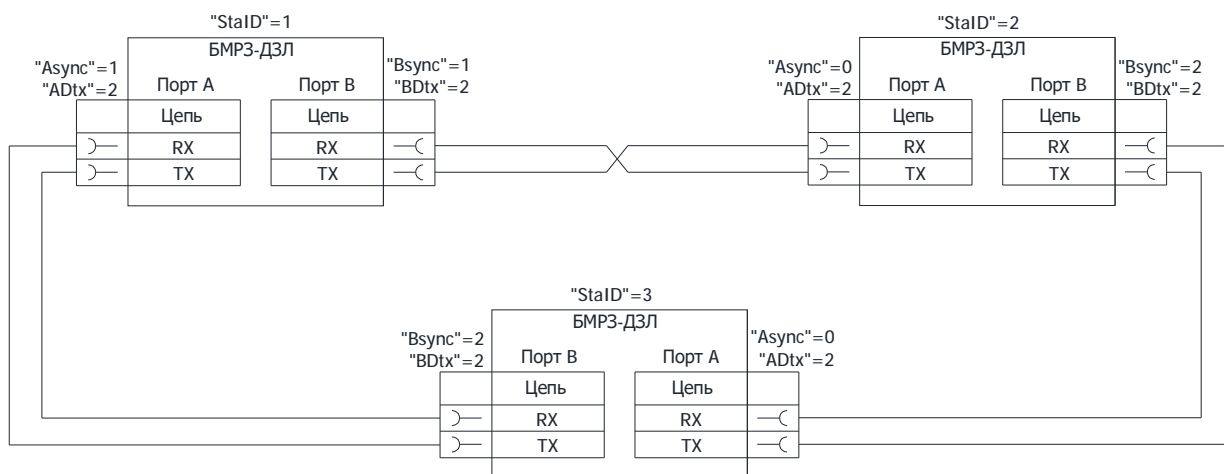 "StaID"=1
БМРЗ-ДЗЛ
"Async"=1
"ADtx"=2
Порт А
Порт В
"Bsync"=1
"BDtx"=2
Цепь
Цепь
RX
RX
TX
TX
"StaID"=2
БМРЗ-ДЗЛ
"Async"=0
"ADtx"=2
Порт А
Порт В
"Bsync"=2
"BDtx"=2
Цепь
Цепь
RX
RX
TX
TX
"StaID"=3
БМРЗ-ДЗЛ
"Bsync"=2
"BDtx"=2
Порт В
Порт А
"Async"=0
"ADtx"=2
Цепь
Цепь
RX
RX
TX
TX